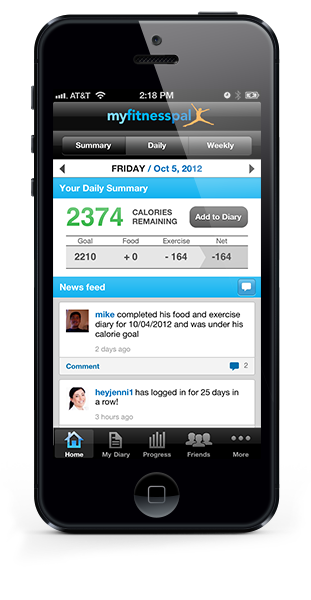 AT&T 2:18 PM
myfitnesspal
Summary Daily Weekly
FRIDAY / Oct 5, 2012
Your Daily Summary
2374 CALORIES REMAINING Add to Diary
Goal Food Exercise Net
2210 + 0 - 164 -164
News feed
mike completed his food and exercise
diary for 10/04/2012 and was under his
calorie goal
2 days ago
Comment 2
heyjenni1 has logged in for 25 days in
a row!
3 hours ago
Home My Diary Progress Friends More